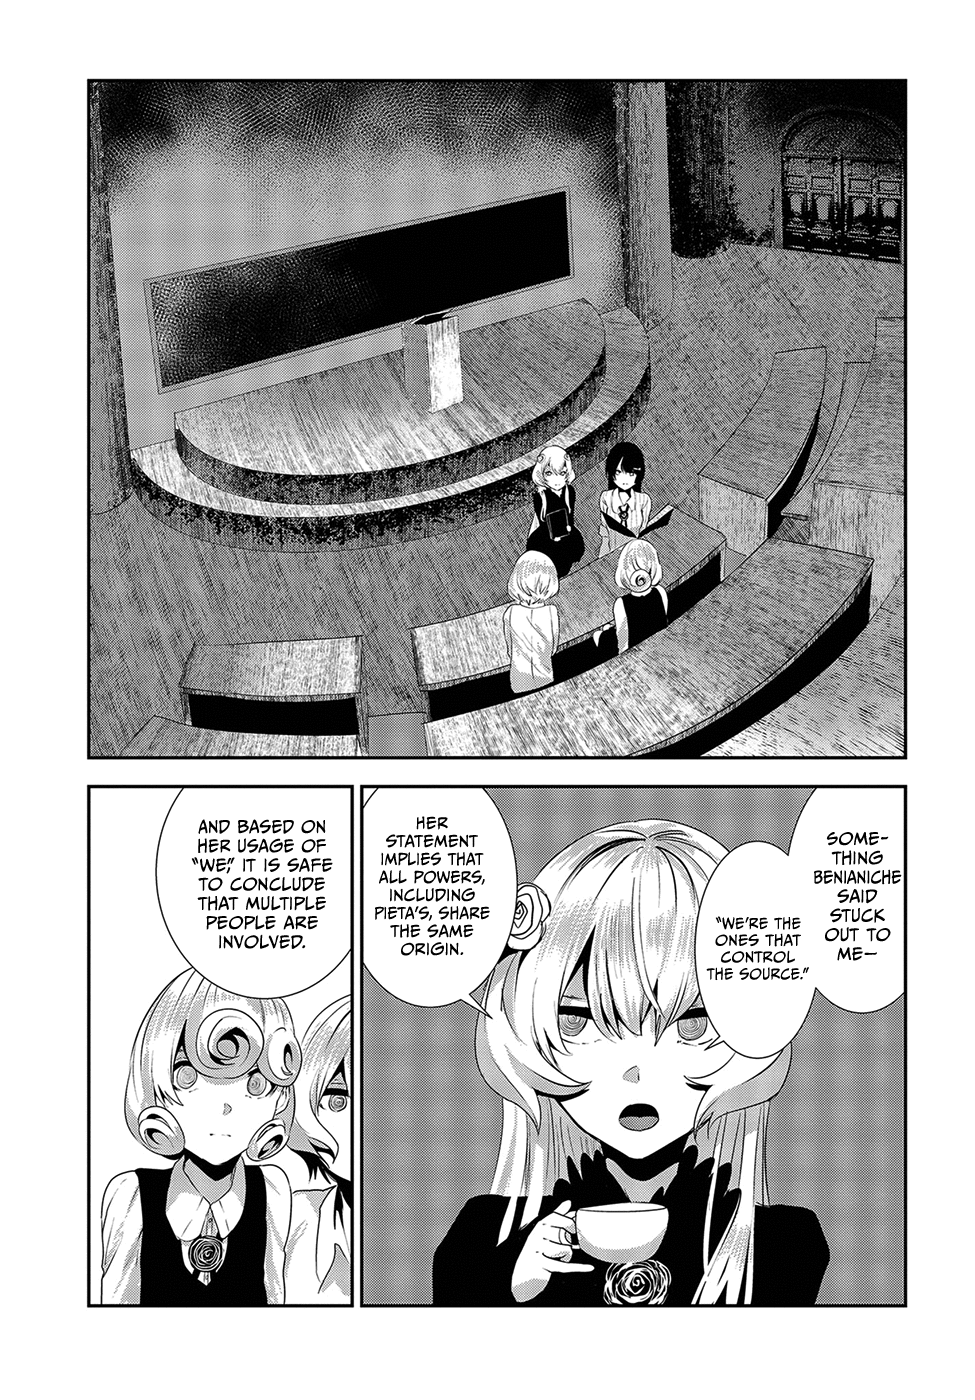 SOME-
THING
BENIANICHE
SAID
STUCK
OUT TO
ME—
"WE'RE THE
ONES THAT
CONTROL
THE SOURCE."
HER
STATEMENT
IMPLIES THAT
ALL POWERS,
INCLUDING
PIETA'S, SHARE
THE SAME
ORIGIN.
AND BASED ON
HER USAGE OF
"WE," IT IS SAFE
TO CONCLUDE
THAT MULTIPLE
PEOPLE ARE
INVOLVED.